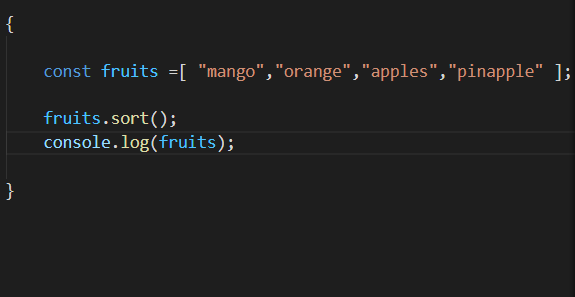 {
const fruits =[ "mango","orange","apples","pinapple" ];
fruits.sort();
console.log(fruits);
}